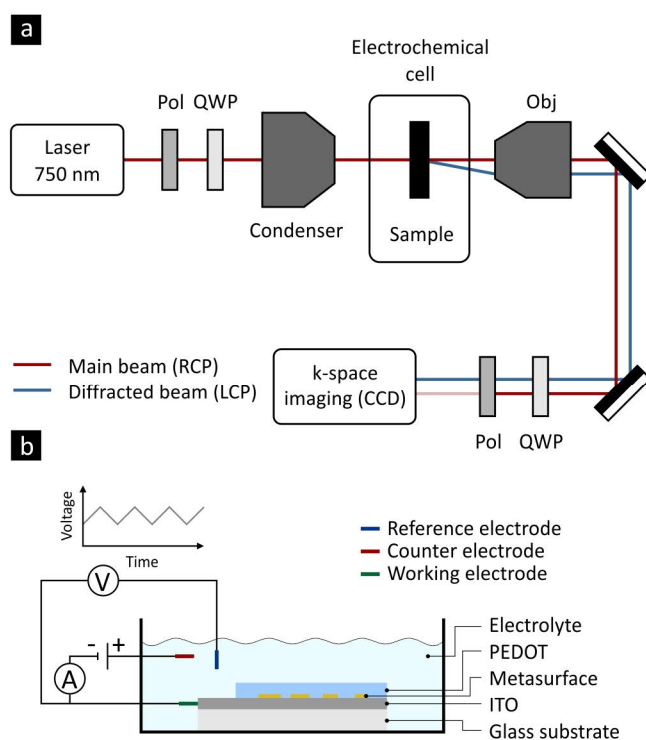 a
Electrochemical
cell
Pol QWP
Obj
Laser
750 nm
Condenser
Sample
Main beam (RCP)
Diffracted beam (LCP)
k-space
imaging (CCD)
Pol QWP
b
Voltage
Time
Reference electrode
Counter electrode
Working electrode
V
- +
A
Electrolyte
PEDOT
Metasurface
ITO
Glass substrate